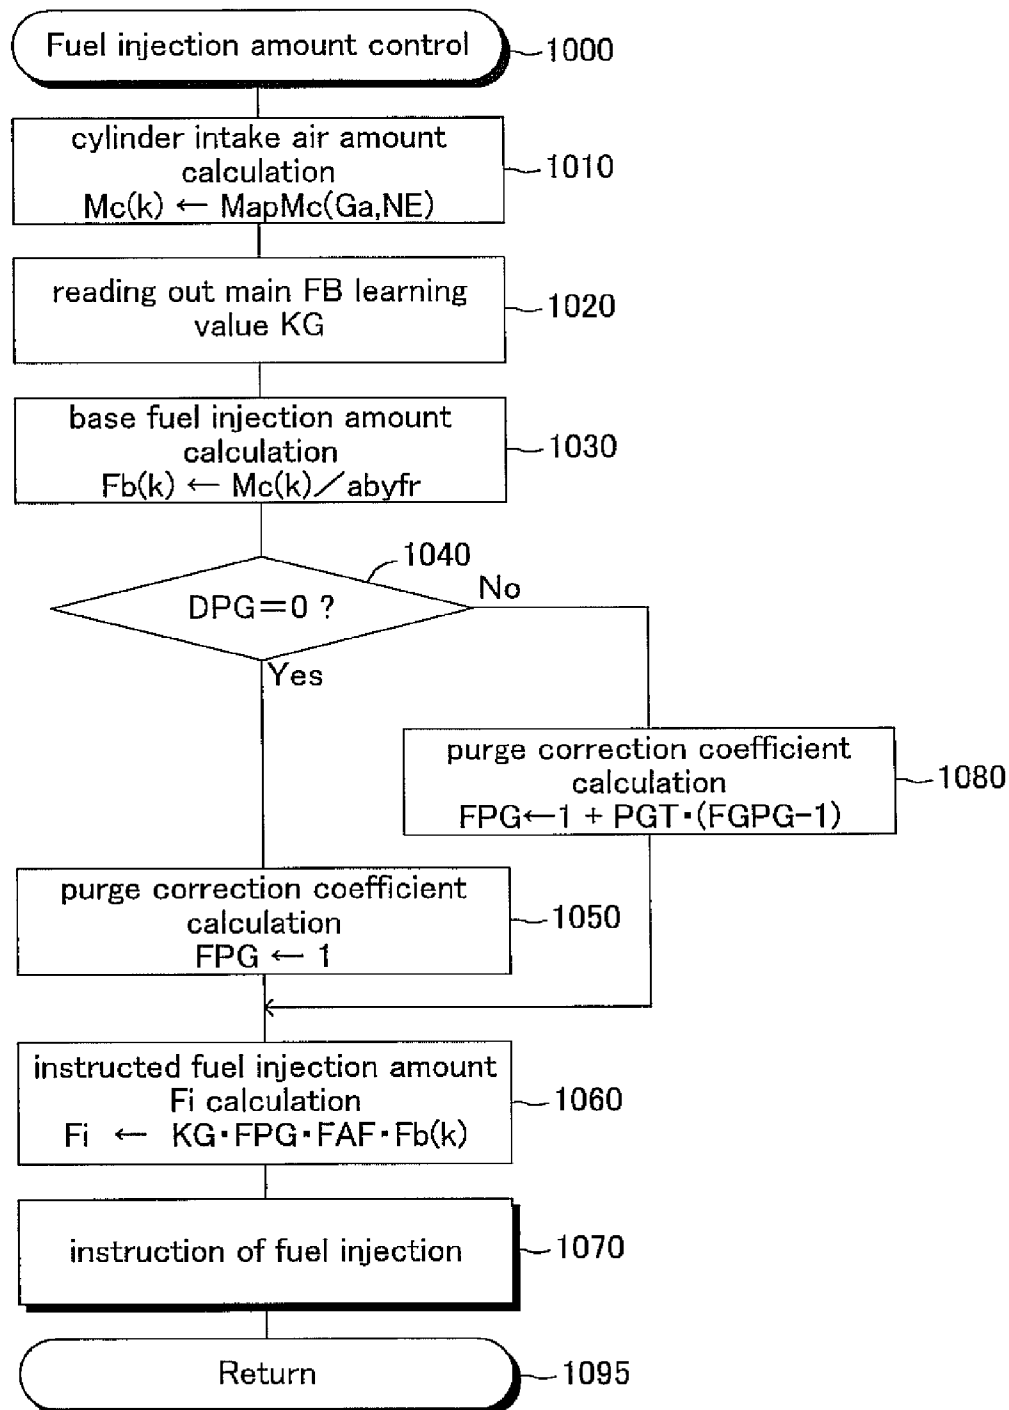 Fuel injection amount control
1000
cylinder intake air amount
calculation
Mc(k) ← MapMc(Ga,NE)
1010
reading out main FB learning
value KG
1020
base fuel injection amount
calculation
Fb(k) ← Mc(k)／abyfr
1030
1040
DPG=0 ?
No
Yes
purge correction coefficient
calculation
FPG←1 + PGT・(FGPG-1)
1080
purge correction coefficient
calculation
FPG ← 1
1050
instructed fuel injection amount
Fi calculation
Fi ← KG・FPG・FAF・Fb(k)
1060
instruction of fuel injection
1070
Return
1095